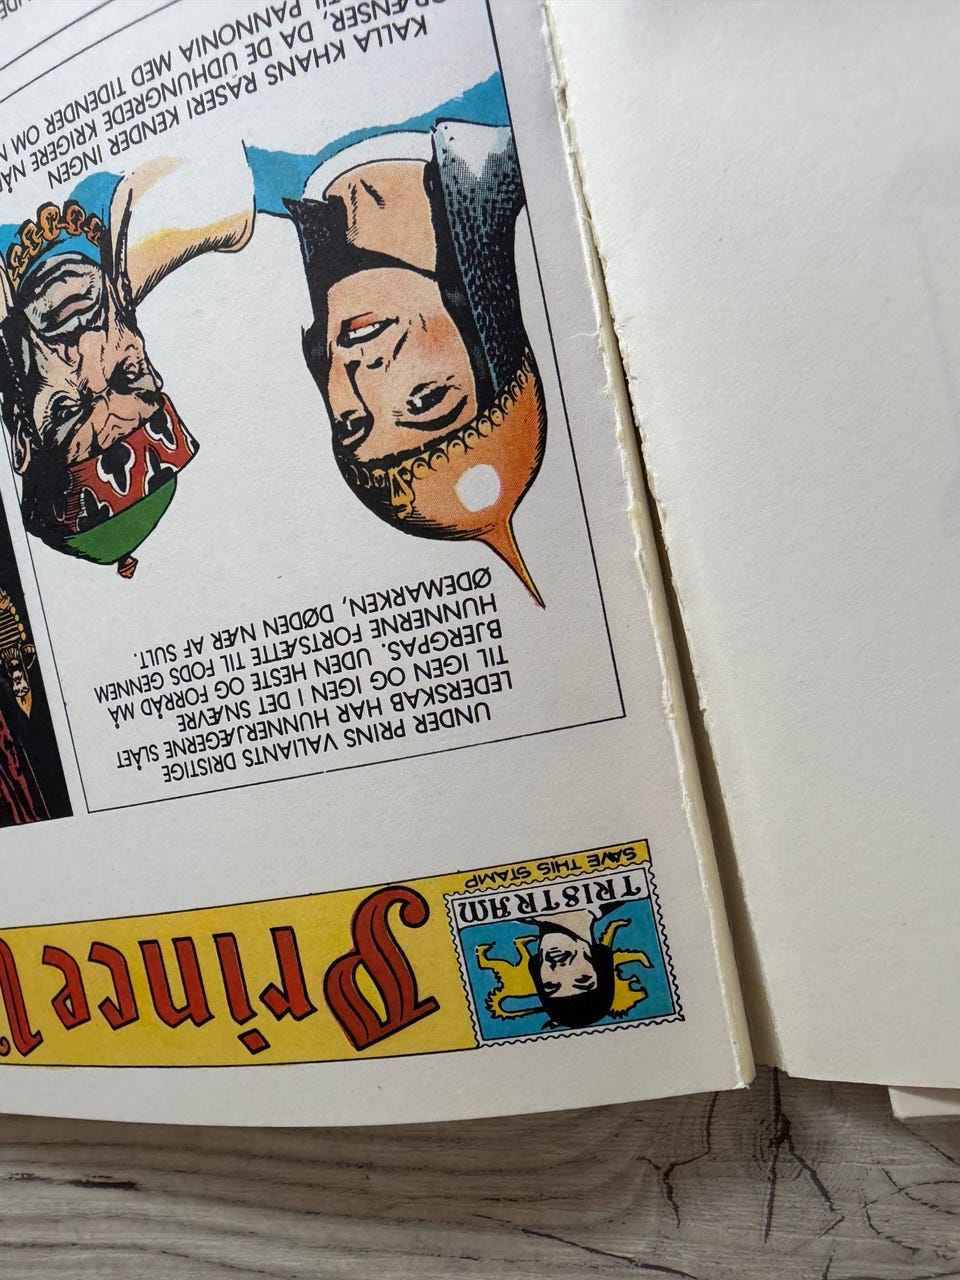 Prince
TRISTRAM
SAVE THIS STAMP
UNDER PRINS VALIANTS DRISTIGE
LEDERSKAB HAR HUNNERJÆGERNE SLÅET
TIL IGEN OG IGEN I DET SNÆVRE
BJERGPAS. UDEN HESTE OG FORRÅD MÅ
HUNNERNE FORTSÆTTE TIL FODS GENNEM
ØDEMARKEN, DØDEN NÆR AF SULT.
KALLA KHANS RASERI KENDER INGEN
GRÆNSER, DA DE UDHUNGREDE KRIGERE
TIL PANNONIA MED TIDENDER OM